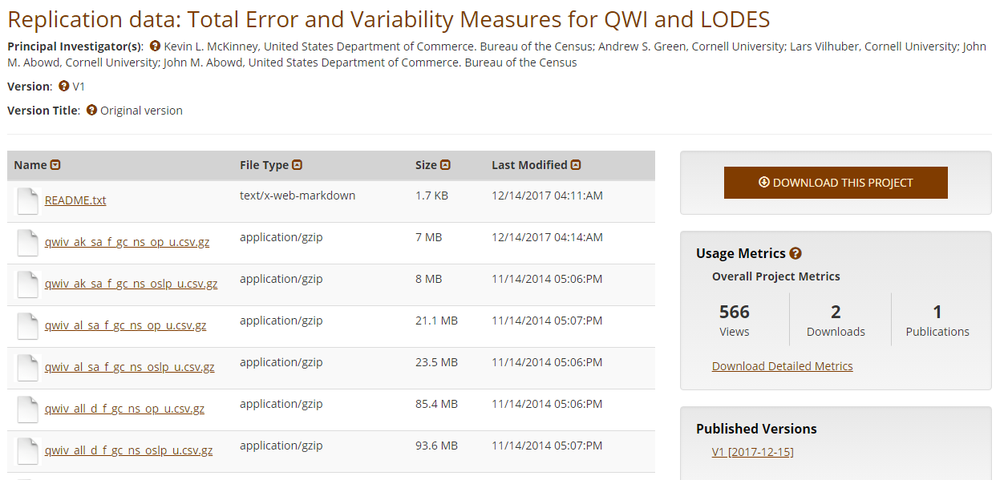 Replication data: Total Error and Variability Measures for QWI and LODES
Principal Investigator(s): Kevin L. McKinney, United States Department of Commerce. Bureau of the Census; Andrew S. Green, Cornell University; Lars Vilhuber, Cornell University; John
M. Abowd, Cornell University; John M. Abowd, United States Department of Commerce. Bureau of the Census
Version: V1
Version Title: Original version
Name File Type Size Last Modified
README.txt text/x-web-markdown 1.7 KB 12/14/2017 04:11:AM
qwiv_ak_sa_f_gc_ns_op_u.csv.gz application/gzip 7 MB 12/14/2017 04:14:AM
qwiv_ak_sa_f_gc_ns_oslp_u.csv.gz application/gzip 8 MB 11/14/2014 05:06:PM
qwiv_al_sa_f_gc_ns_op_u.csv.gz application/gzip 21.1 MB 11/14/2014 05:07:PM
qwiv_al_sa_f_gc_ns_oslp_u.csv.gz application/gzip 23.5 MB 11/14/2014 05:06:PM
qwiv_all_d_f_gc_ns_op_u.csv.gz application/gzip 85.4 MB 11/14/2014 05:06:PM
qwiv_all_d_f_gc_ns_oslp_u.csv.gz application/gzip 93.6 MB 11/14/2014 05:07:PM
DOWNLOAD THIS PROJECT
Usage Metrics
Overall Project Metrics
566 2 1
Views Downloads Publications
Download Detailed Metrics
Published Versions
V1 [2017-12-15]